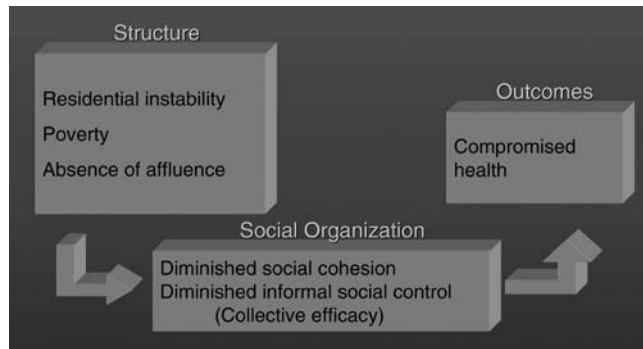 Structure
Residential instability
Poverty
Absence of affluence
Outcomes
Compromised
health
Social Organization
Diminished social cohesion
Diminished informal social control
(Collective efficacy)